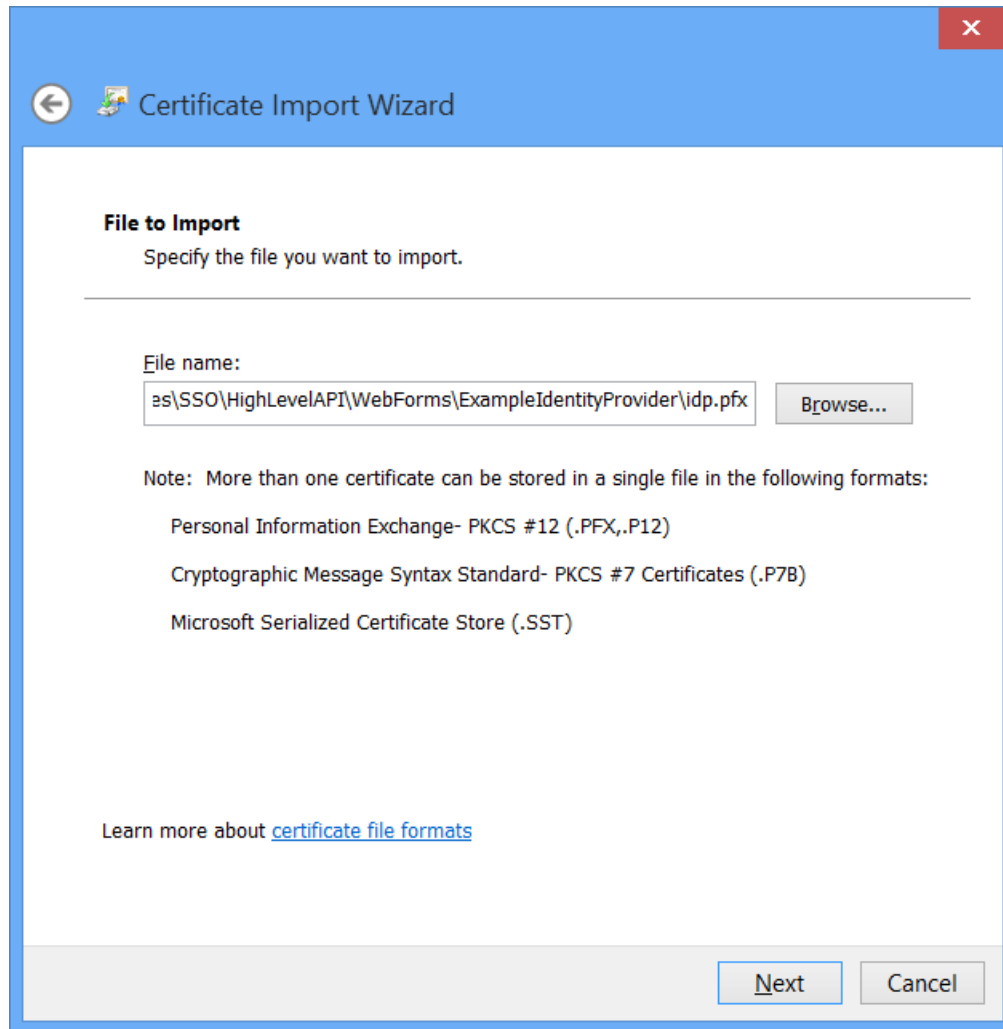 Certificate Import Wizard
File to Import
Specify the file you want to import.
File name:
es\SSO\HighLevelAPI\WebForms\ExampleIdentityProvider\idp.pfx
Browse...
Note:  More than one certificate can be stored in a single file in the following formats:
Personal Information Exchange- PKCS #12 (.PFX,.P12)
Cryptographic Message Syntax Standard- PKCS #7 Certificates (.P7B)
Microsoft Serialized Certificate Store (.SST)
Learn more about certificate file formats
Next
Cancel